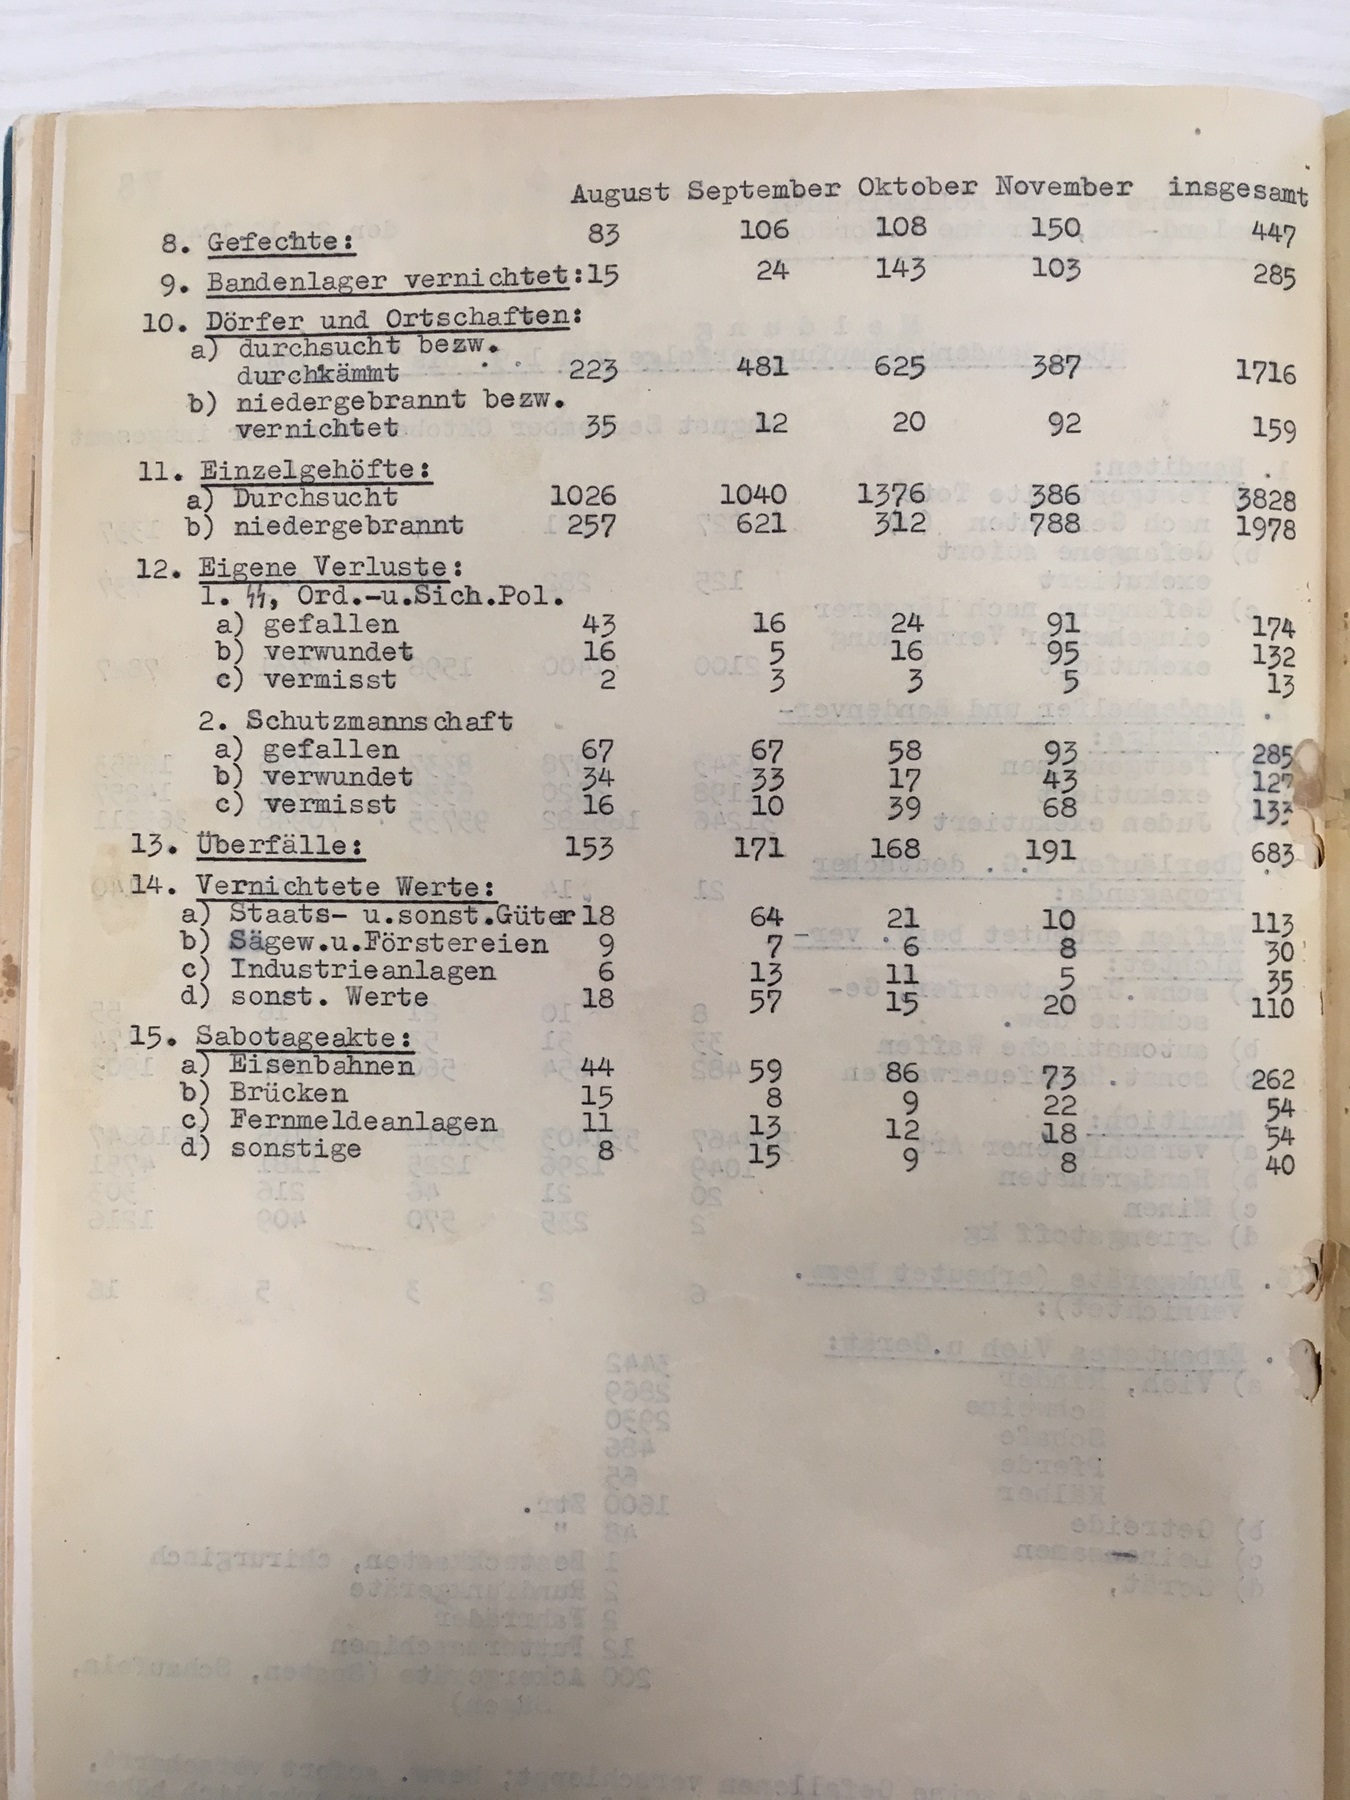 August September Oktober November insgesamt
8. Gefechte: 83 106 108 150 447
9. Bandenlager vernichtet: 15 24 143 103 285
10. Dörfer und Ortschaften:
a) durchsucht bezw.
durchkämmt 223 481 625 387 1716
b) niedergebrannt bezw.
vernichtet 35 12 20 92 159
11. Einzelgehöfte:
a) Durchsucht 1026 1040 1376 386 3828
b) niedergebrannt 257 621 312 788 1978
12. Eigene Verluste:
1. ᛋᛋ, Ord.-u.Sich.Pol.
a) gefallen 43 16 24 91 174
b) verwundet 16 5 16 95 132
c) vermisst 2 3 3 5 13
2. Schutzmannschaft
a) gefallen 67 67 58 93 285
b) verwundet 34 33 17 43 127
c) vermisst 16 10 39 68 133
13. Überfälle: 153 171 168 191 683
14. Vernichtete Werte:
a) Staats- u.sonst.Güter 18 64 21 10 113
b) Sägew.u.Förstereien 9 7 6 8 30
c) Industrieanlagen 6 13 11 5 35
d) sonst. Werte 18 57 15 20 110
15. Sabotageakte:
a) Eisenbahnen 44 59 86 73 262
b) Brücken 15 8 9 22 54
c) Fernmeldeanlagen 11 13 12 18 54
d) sonstige 8 15 9 8 40